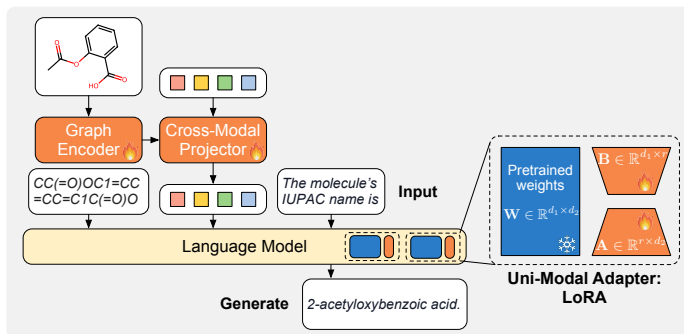 O
O
HO
O
Graph
Encoder
Cross-Modal
Projector
CC(=O)OC1=CC
=CC=C1C(=O)O
The molecule's
IUPAC name is
Input
Language Model
Generate
2-acetyloxybenzoic acid.
Pretrained
weights
W ∈ ℝ^{d₁×d₂}
B ∈ ℝ^{d₁×r}
A ∈ ℝ^{r×d₂}
Uni-Modal Adapter:
LoRA